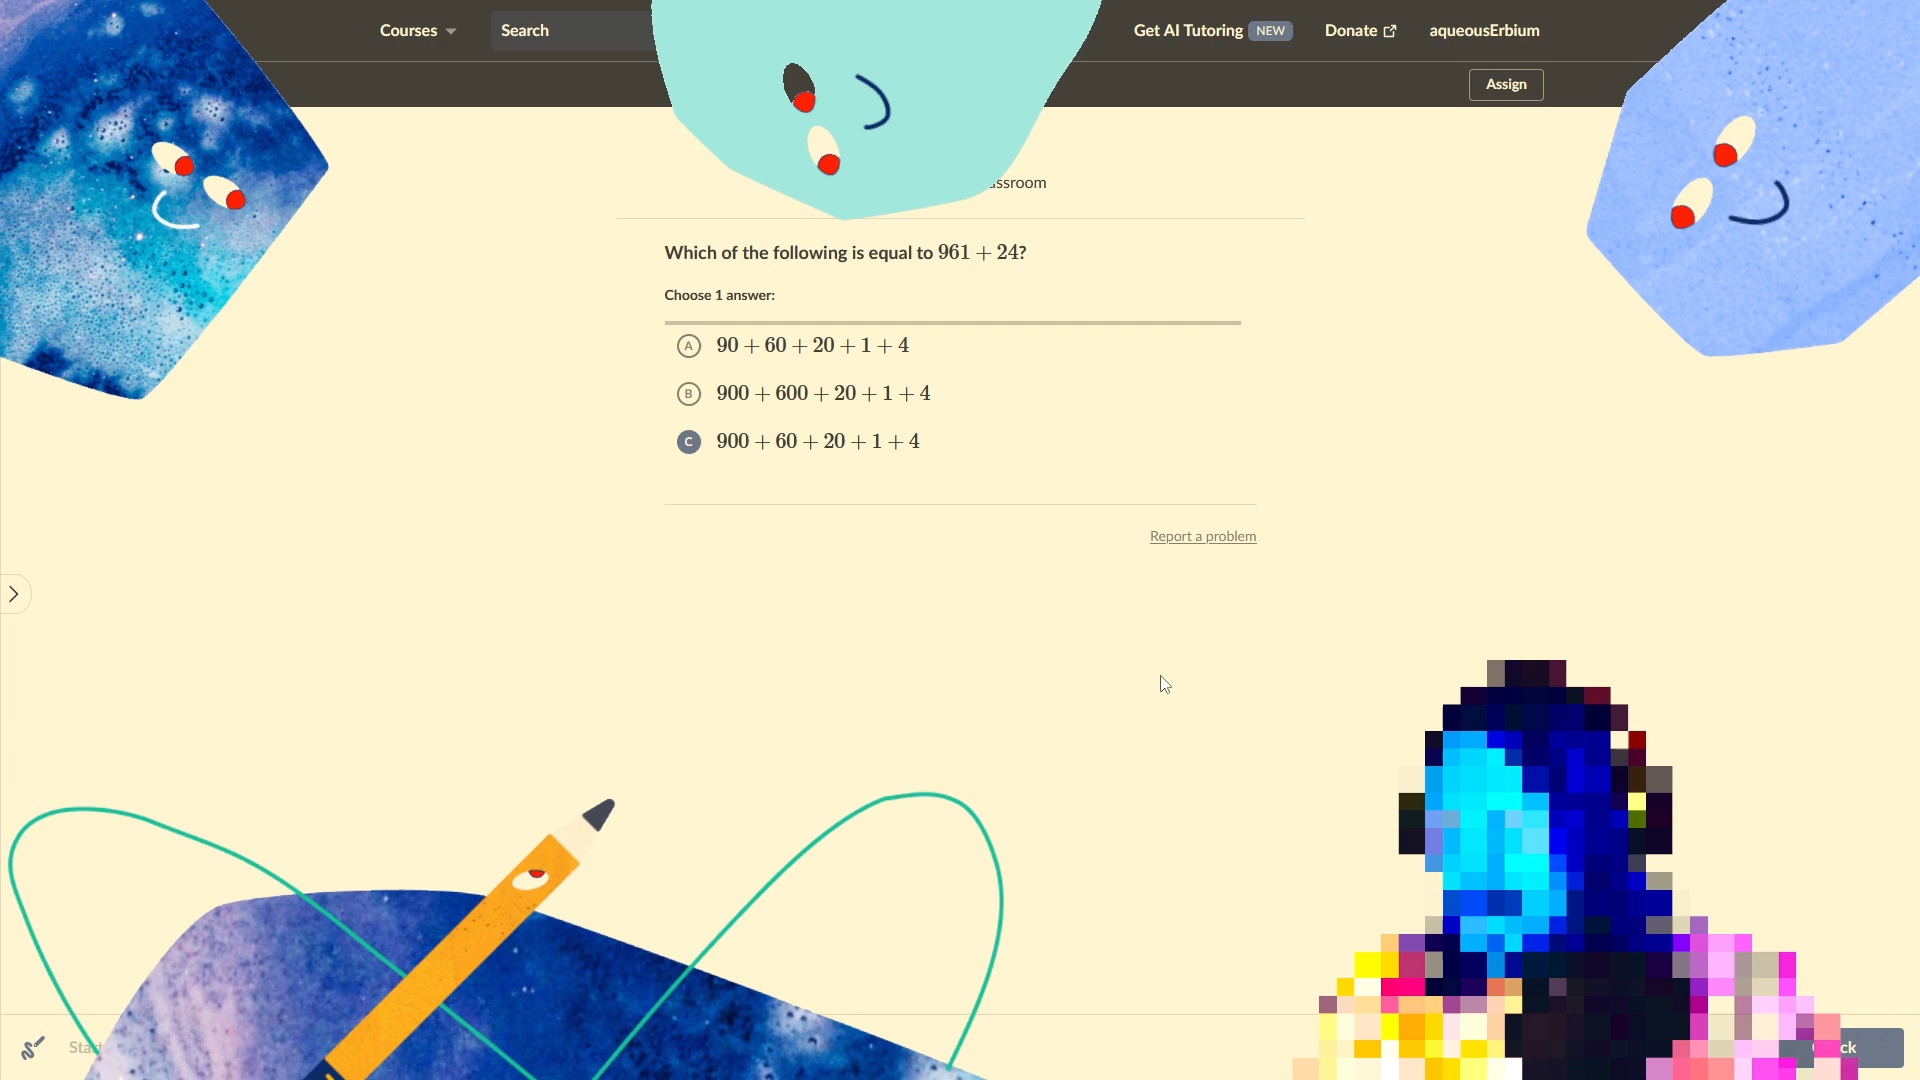 Courses
Search
Get AI Tutoring NEW
Donate
aqueousErbium
Assign
Which of the following is equal to 961 + 24?
Choose 1 answer:
A 90 + 60 + 20 + 1 + 4
B 900 + 600 + 20 + 1 + 4
C 900 + 60 + 20 + 1 + 4
Report a problem